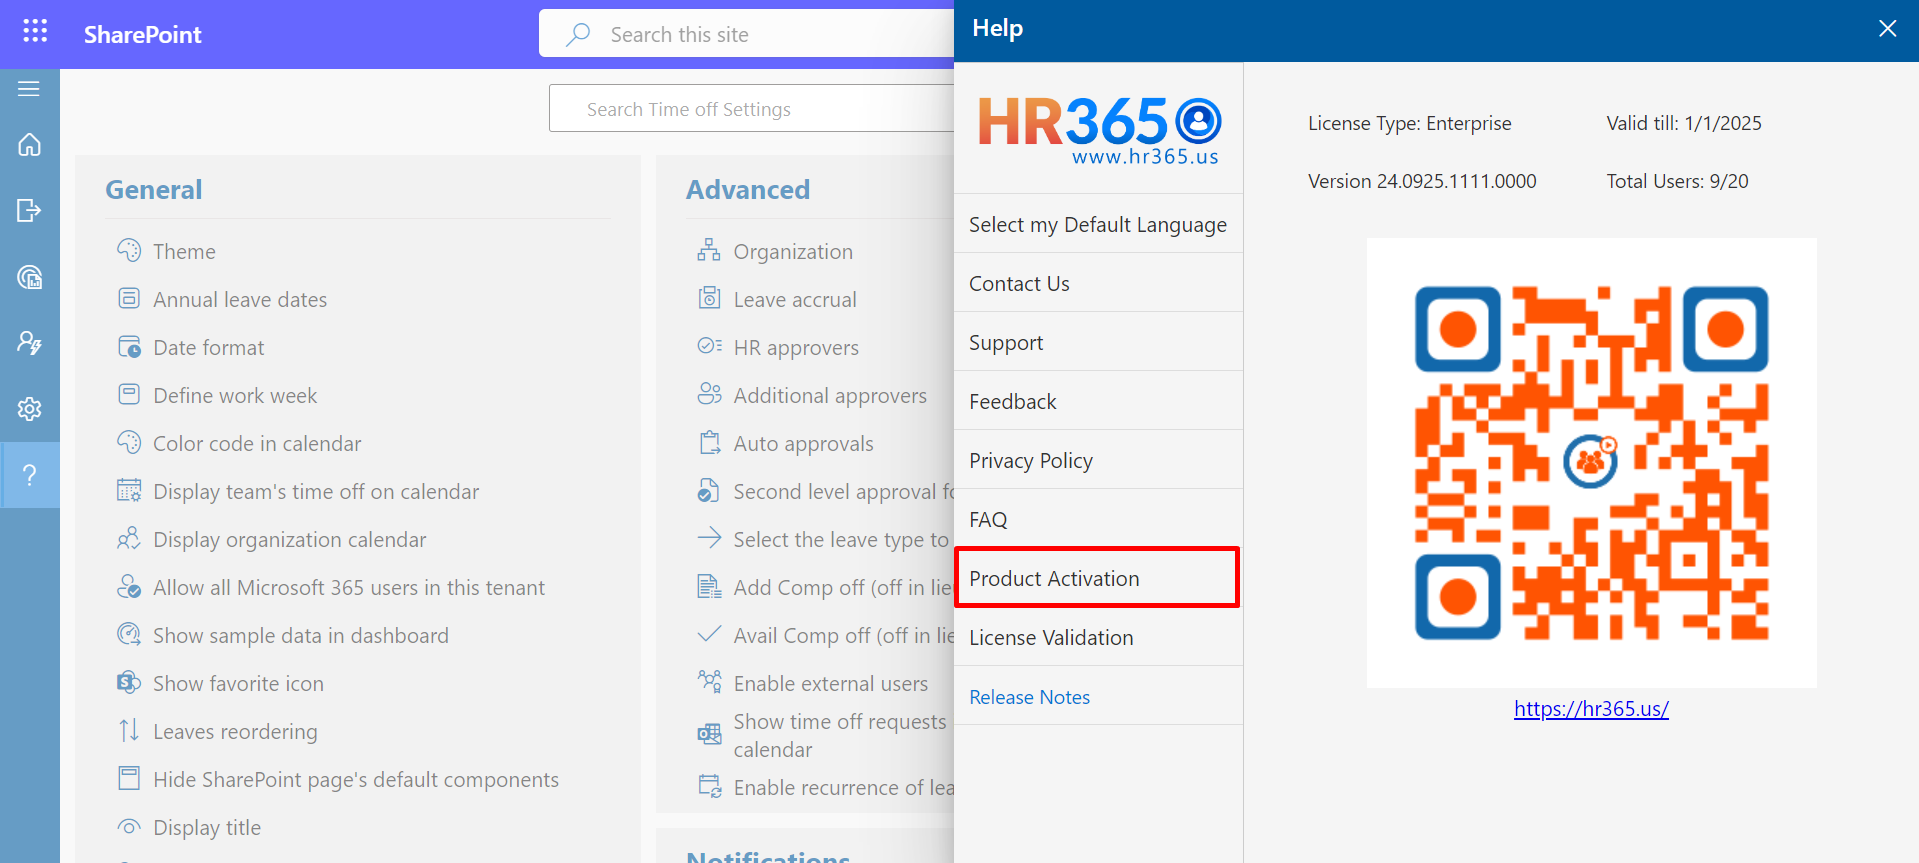 SharePoint
Search this site
Search Time off Settings
General
Theme
Annual leave dates
Date format
Define work week
Color code in calendar
Display team's time off on calendar
Display organization calendar
Allow all Microsoft 365 users in this tenant
Show sample data in dashboard
Show favorite icon
Leaves reordering
Hide SharePoint page's default components
Display title
Advanced
Organization
Leave accrual
HR approvers
Additional approvers
Auto approvals
Second level approval fo
Select the leave type to
Add Comp off (off in lie
Avail Comp off (off in lie
Enable external users
Show time off requests
calendar
Enable recurrence of lea
Notifications
Help
HR365
www.hr365.us
Select my Default Language
Contact Us
Support
Feedback
Privacy Policy
FAQ
Product Activation
License Validation
Release Notes
License Type: Enterprise
Valid till: 1/1/2025
Version 24.0925.1111.0000
Total Users: 9/20
https://hr365.us/